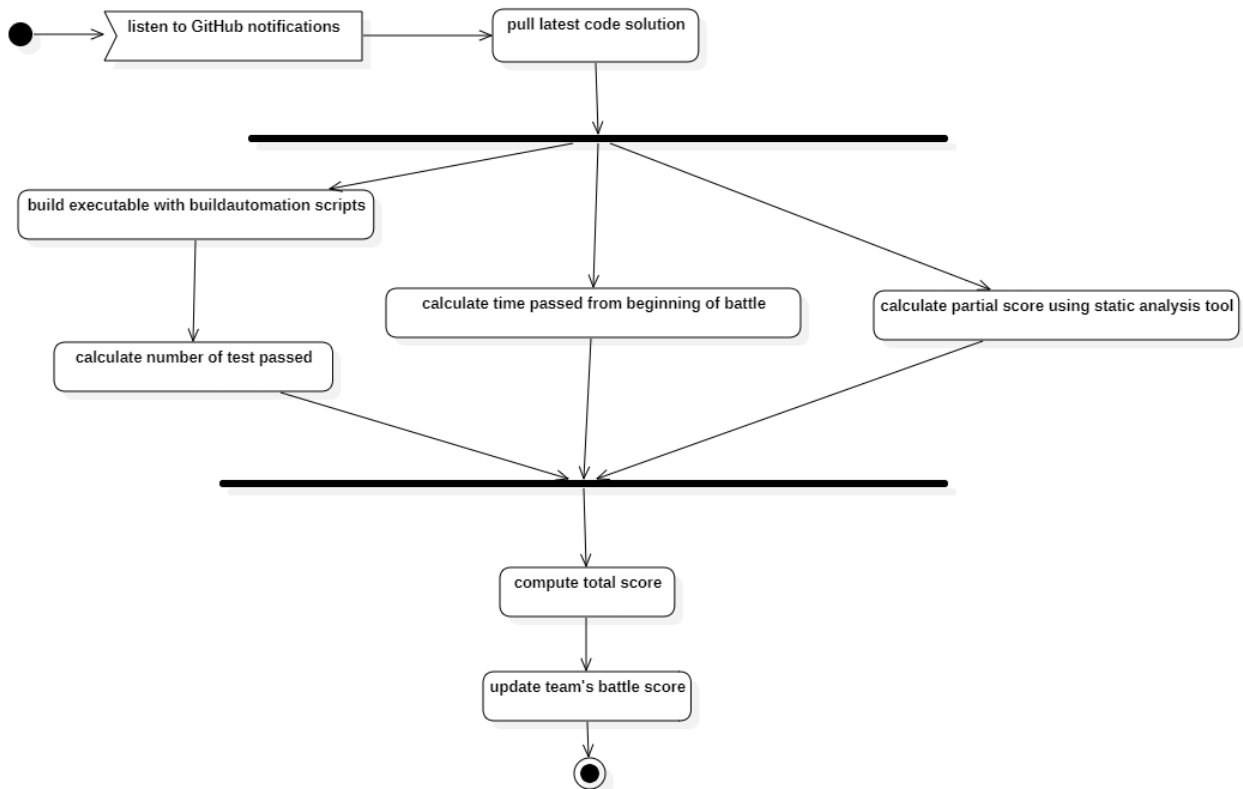 listen to GitHub notifications
pull latest code solution
build executable with buildautomation scripts
calculate time passed from beginning of battle
calculate partial score using static analysis tool
calculate number of test passed
compute total score
update team's battle score